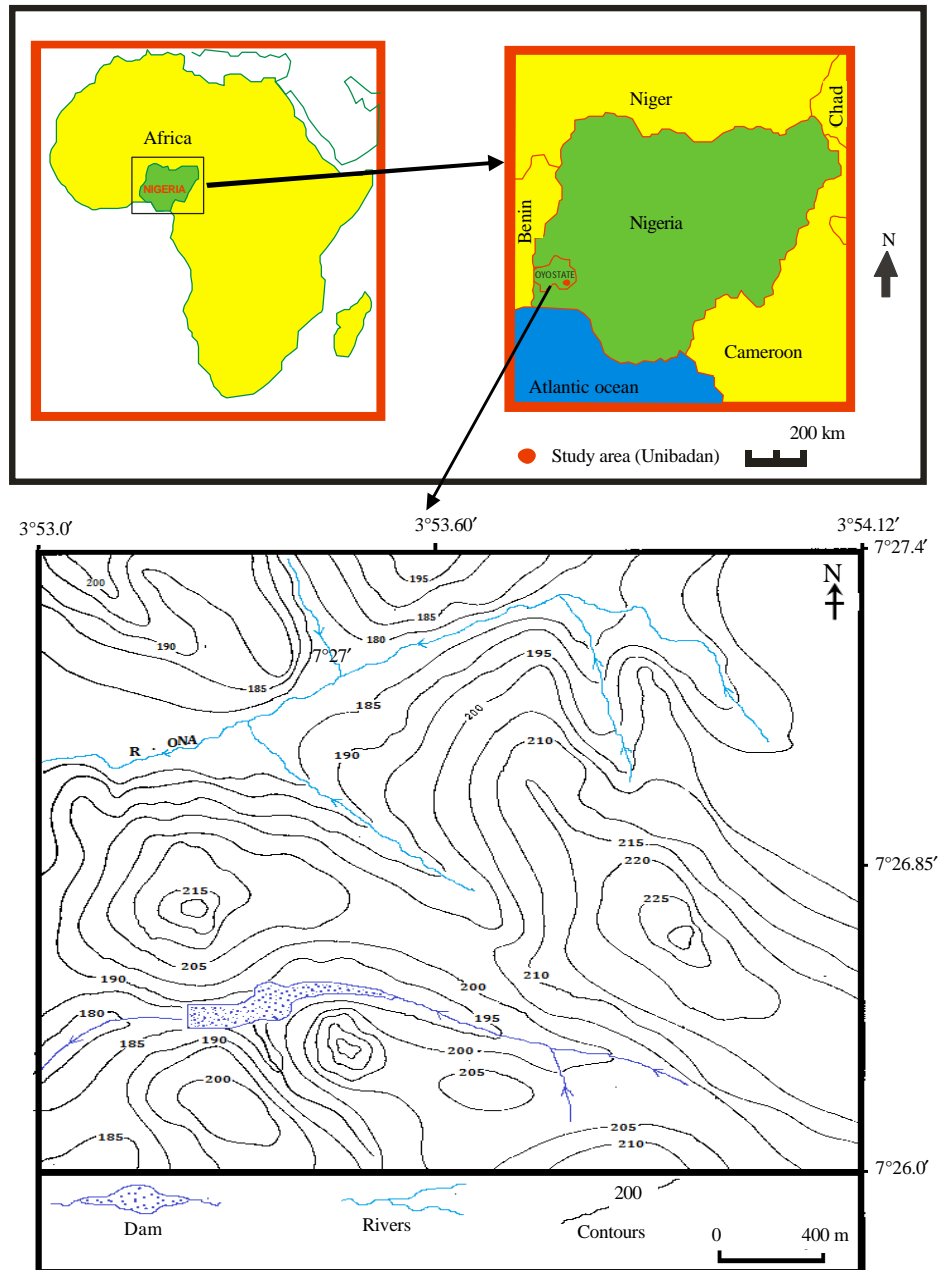 Africa
NIGERIA
Niger
Chad
Benin
Nigeria
OYO STATE
Cameroon
Atlantic ocean
N
Study area (Unibadan)
200 km
3°53.0′ 3°53.60′ 3°54.12′
7°27.4′
N
200
195
185
180
190
7°27′
185
195
185
200
210
190
R. ONA
215
220
7°26.85′
215
225
205
190
210
200
180
195
185
190
200
200
205
185
205
210
7°26.0′
200
Dam
Rivers
Contours
0 400 m